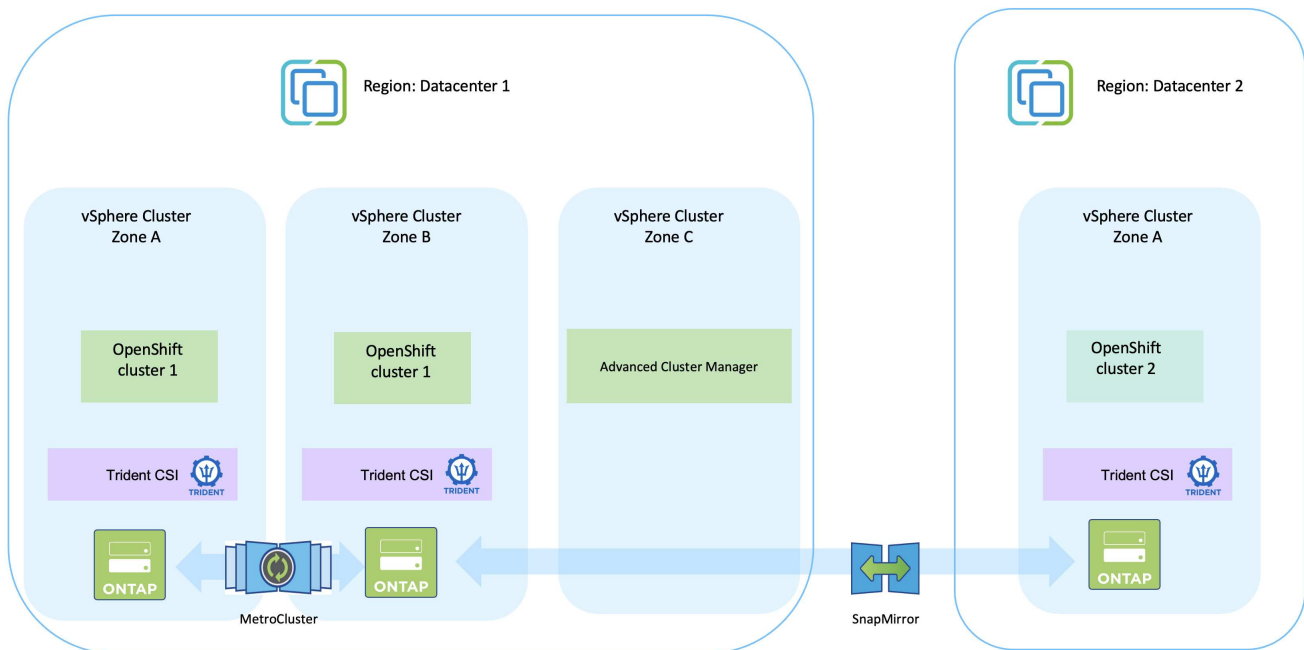 Region: Datacenter 1
Region: Datacenter 2
vSphere Cluster
Zone A
vSphere Cluster
Zone B
vSphere Cluster
Zone C
vSphere Cluster
Zone A
OpenShift
cluster 1
OpenShift
cluster 1
Advanced Cluster Manager
OpenShift
cluster 2
Trident CSI
TRIDENT
Trident CSI
TRIDENT
Trident CSI
TRIDENT
ONTAP
MetroCluster
ONTAP
SnapMirror
ONTAP